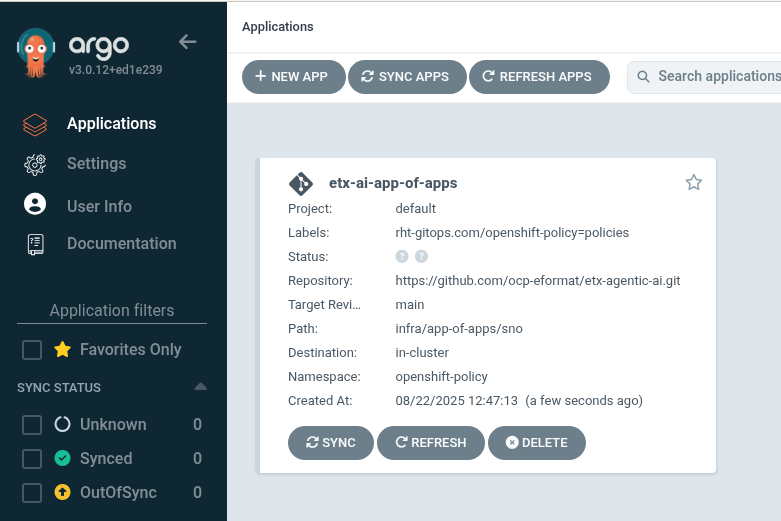 argo
v3.0.12+ed1e239
Applications
Settings
User Info
Documentation
Application filters
Favorites Only
SYNC STATUS
Unknown 0
Synced 0
OutOfSync 0
Applications
NEW APP SYNC APPS REFRESH APPS Search applications
etx-ai-app-of-apps
Project: default
Labels: rht-gitops.com/openshift-policy=policies
Status: ? ?
Repository: https://github.com/ocp-eformat/etx-agentic-ai.git
Target Revi... main
Path: infra/app-of-apps/sno
Destination: in-cluster
Namespace: openshift-policy
Created At: 08/22/2025 12:47:13 (a few seconds ago)
SYNC REFRESH DELETE